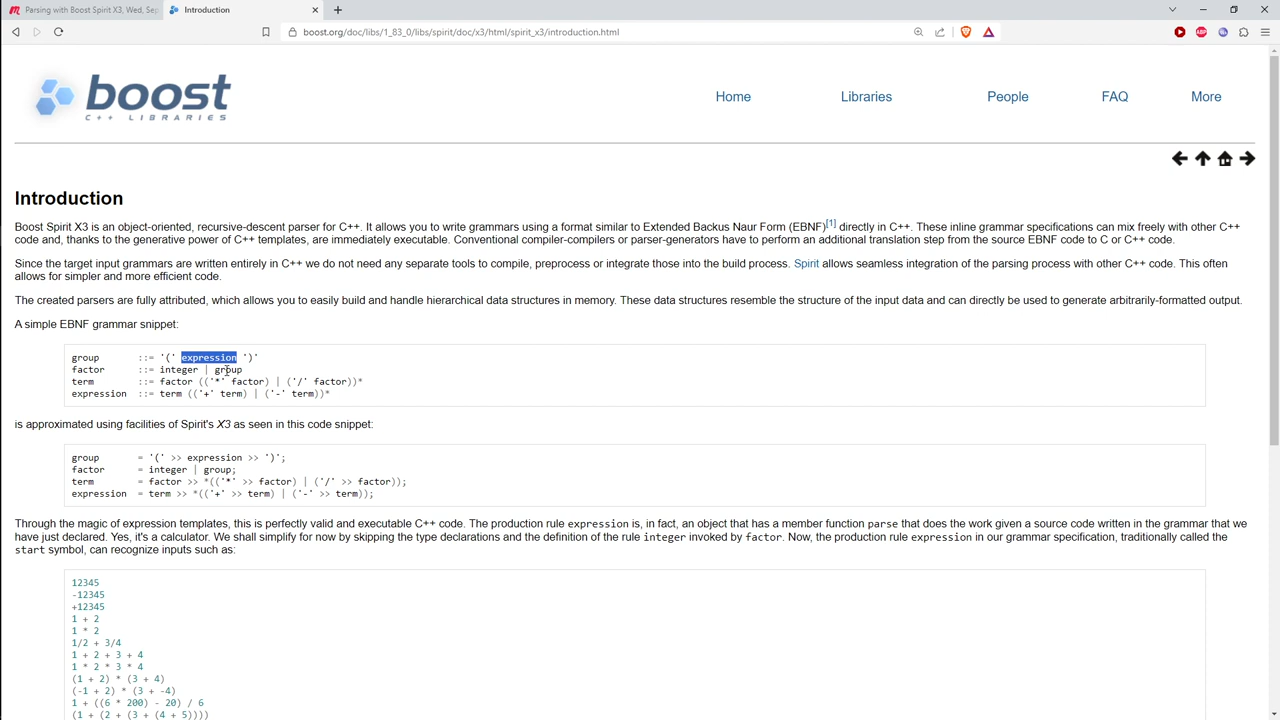 Parsing with Boost Spirit X3, Wed, Sep
Introduction
boost.org/doc/libs/1_83_0/libs/spirit/doc/x3/html/spirit_x3/introduction.html
ABP
boost
C++ LIBRARIES
Home
Libraries
People
FAQ
More
Introduction
Boost Spirit X3 is an object-oriented, recursive-descent parser for C++. It allows you to write grammars using a format similar to Extended Backus Naur Form (EBNF)[1] directly in C++. These inline grammar specifications can mix freely with other C++
code and, thanks to the generative power of C++ templates, are immediately executable. Conventional compiler-compilers or parser-generators have to perform an additional translation step from the source EBNF code to C or C++ code.
Since the target input grammars are written entirely in C++ we do not need any separate tools to compile, preprocess or integrate those into the build process. Spirit allows seamless integration of the parsing process with other C++ code. This often
allows for simpler and more efficient code.
The created parsers are fully attributed, which allows you to easily build and handle hierarchical data structures in memory. These data structures resemble the structure of the input data and can directly be used to generate arbitrarily-formatted output.
A simple EBNF grammar snippet:
group ::= '(' expression ')'
factor ::= integer | group
term ::= factor (('*' factor) | ('/' factor))*
expression ::= term (('+' term) | ('-' term))*
is approximated using facilities of Spirit's X3 as seen in this code snippet:
group = '(' >> expression >> ')';
factor = integer | group;
term = factor >> *(('*' >> factor) | ('/' >> factor));
expression = term >> *(('+' >> term) | ('-' >> term));
Through the magic of expression templates, this is perfectly valid and executable C++ code. The production rule expression is, in fact, an object that has a member function parse that does the work given a source code written in the grammar that we
have just declared. Yes, it's a calculator. We shall simplify for now by skipping the type declarations and the definition of the rule integer invoked by factor. Now, the production rule expression in our grammar specification, traditionally called the
start symbol, can recognize inputs such as:
12345
-12345
+12345
1 + 2
1 * 2
1/2 + 3/4
1 + 2 + 3 + 4
1 * 2 * 3 * 4
(1 + 2) * (3 + 4)
(-1 + 2) * (3 + -4)
1 + ((6 * 200) - 20) / 6
(1 + (2 + (3 + (4 + 5))))